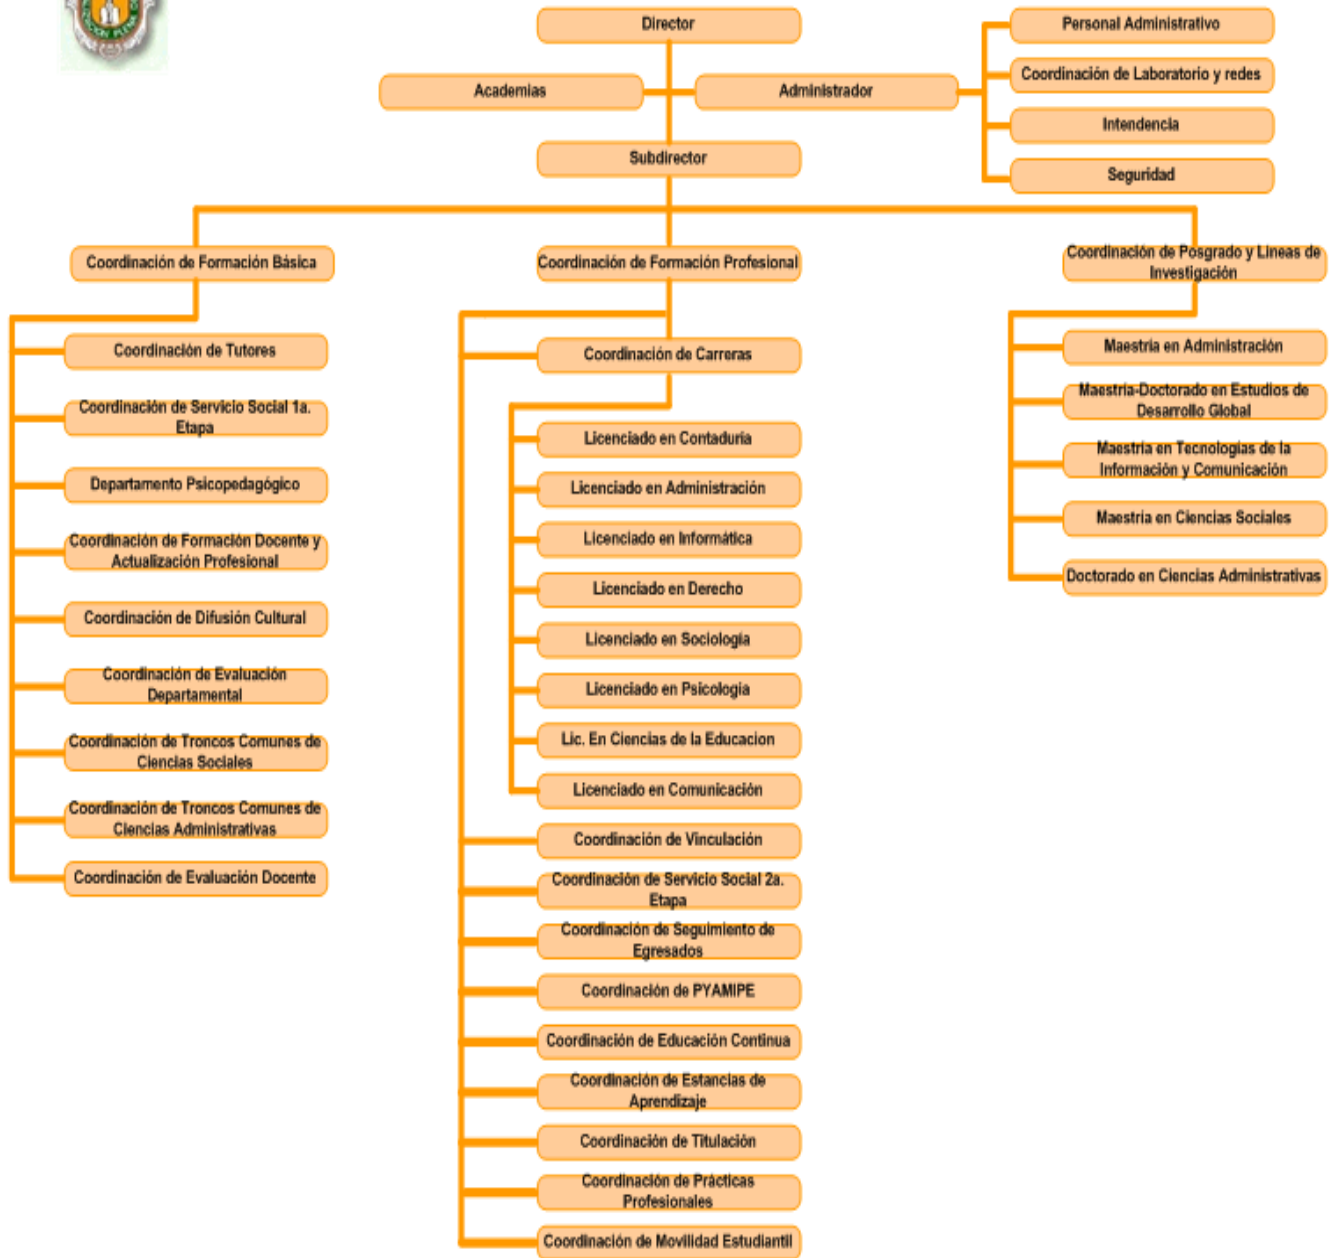 Director
Academias
Administrador
Personal Administrativo
Coordinación de Laboratorio y redes
Intendencia
Seguridad
Subdirector
Coordinación de Formación Básica
Coordinación de Tutores
Coordinación de Servicio Social 1a.
Etapa
Departamento Psicopedagógico
Coordinación de Formación Docente y
Actualización Profesional
Coordinación de Difusión Cultural
Coordinación de Evaluación
Departamental
Coordinación de Troncos Comunes de
Ciencias Sociales
Coordinación de Troncos Comunes de
Ciencias Administrativas
Coordinación de Evaluación Docente
Coordinación de Formación Profesional
Coordinación de Carreras
Licenciado en Contaduría
Licenciado en Administración
Licenciado en Informática
Licenciado en Derecho
Licenciado en Sociología
Licenciado en Psicología
Lic. En Ciencias de la Educacion
Licenciado en Comunicación
Coordinación de Vinculación
Coordinación de Servicio Social 2a.
Etapa
Coordinación de Seguimiento de
Egresados
Coordinación de PYAMIPE
Coordinación de Educación Continua
Coordinación de Estancias de
Aprendizaje
Coordinación de Titulación
Coordinación de Prácticas
Profesionales
Coordinación de Movilidad Estudiantil
Coordinación de Posgrado y Lineas de
Investigación
Maestría en Administración
Maestría-Doctorado en Estudios de
Desarrollo Global
Maestría en Tecnologías de la
Información y Comunicación
Maestría en Ciencias Sociales
Doctorado en Ciencias Administrativas